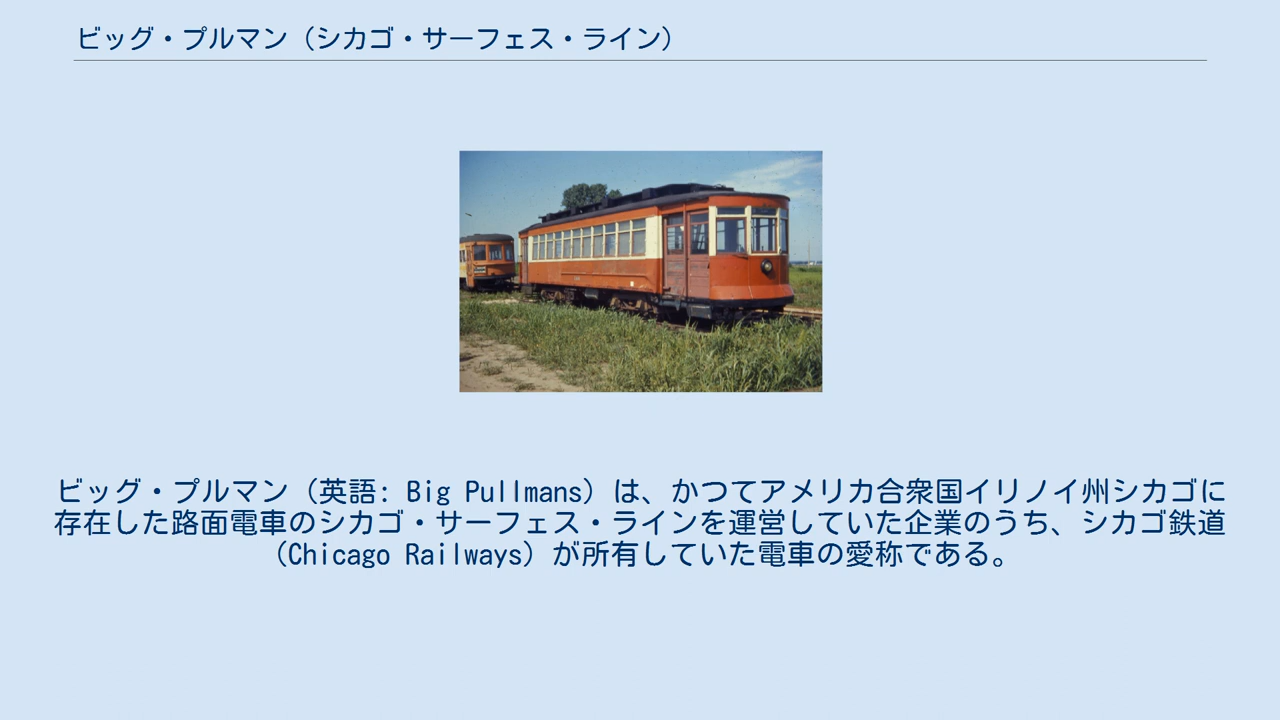 ビッグ・プルマン（シカゴ・サーフェス・ライン）
ビッグ・プルマン（英語: Big Pullmans）は、かつてアメリカ合衆国イリノイ州シカゴに
存在した路面電車のシカゴ・サーフェス・ラインを運営していた企業のうち、シカゴ鉄道
（Chicago Railways）が所有していた電車の愛称である。